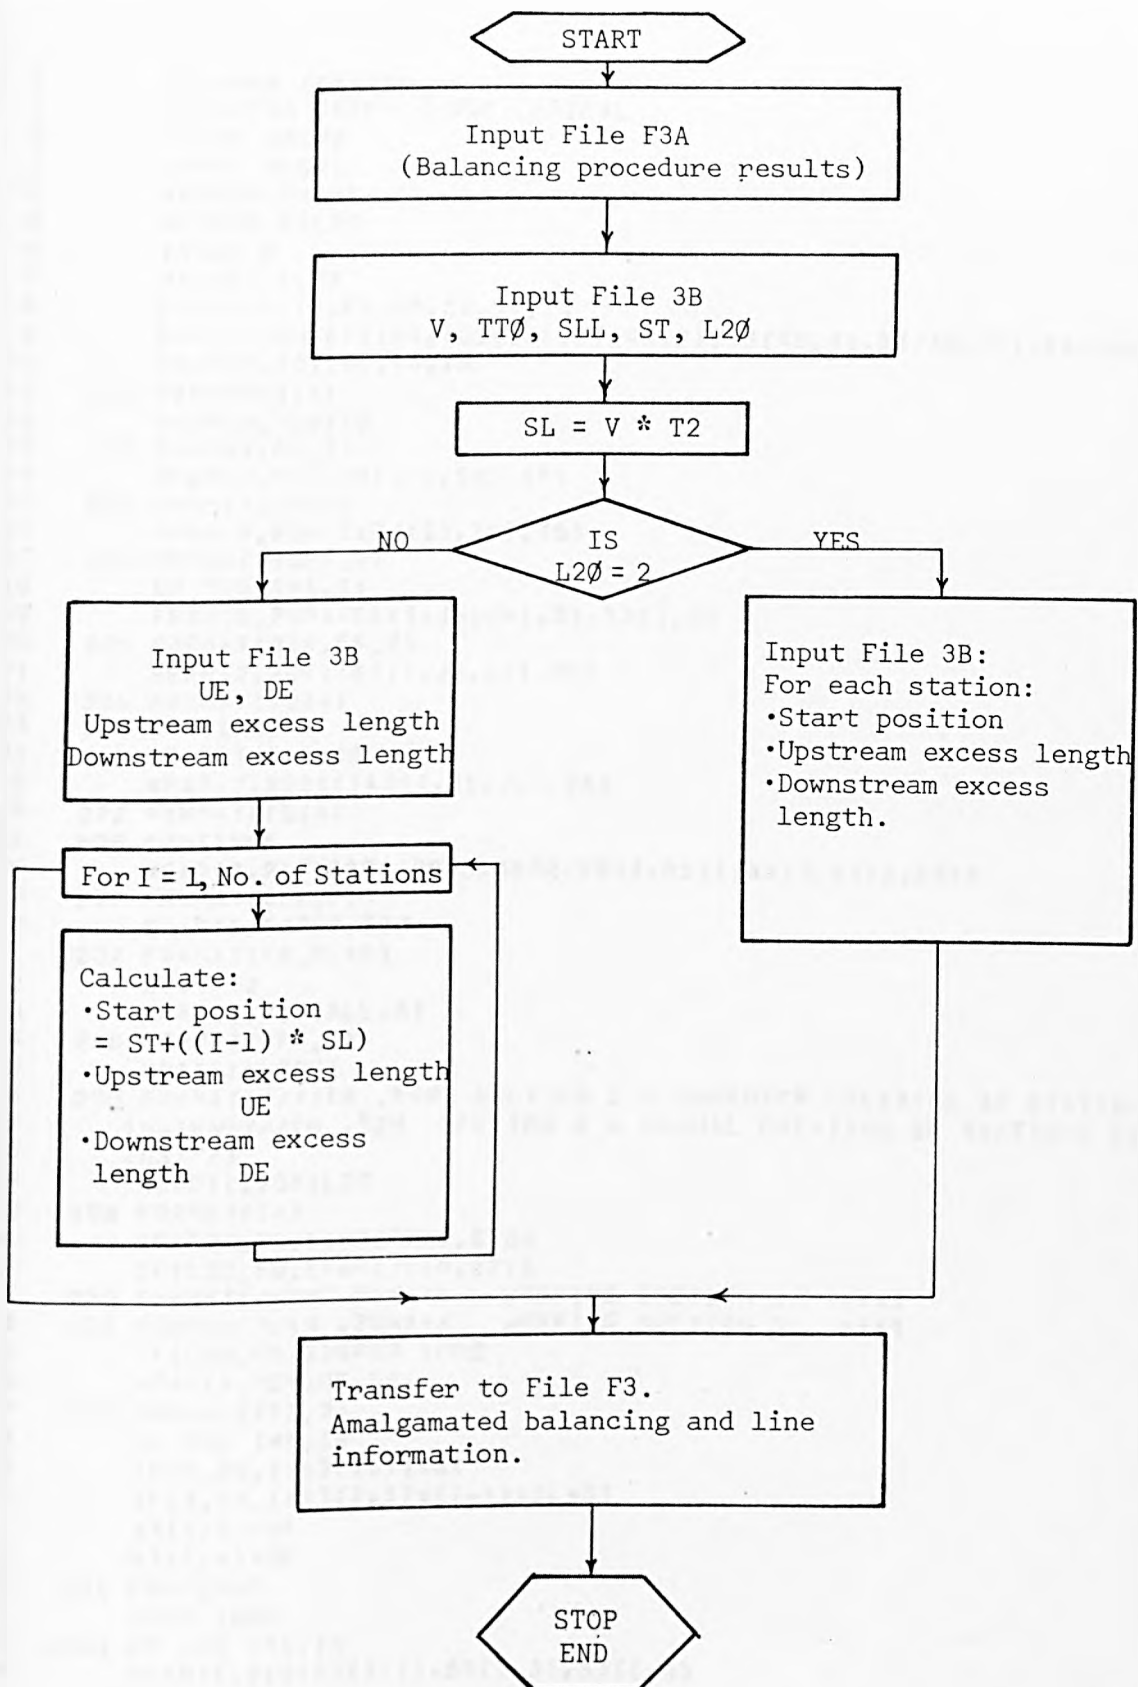 START
Input File F3A
(Balancing procedure results)
Input File 3B
V, TTØ, SLL, ST, L2Ø
SL = V * T2
IS
L2Ø = 2
NO
YES
Input File 3B
UE, DE
Upstream excess length
Downstream excess length
Input File 3B:
For each station:
•Start position
•Upstream excess length
•Downstream excess
length.
For I = 1, No. of Stations
Calculate:
•Start position
= ST+((I-1) * SL)
•Upstream excess length
UE
•Downstream excess
length DE
Transfer to File F3.
Amalgamated balancing and line
information.
STOP
END